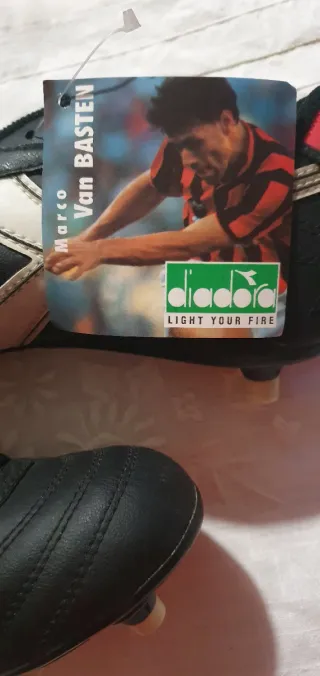 Marco
Van BASTEN
diadora
LIGHT YOUR FIRE